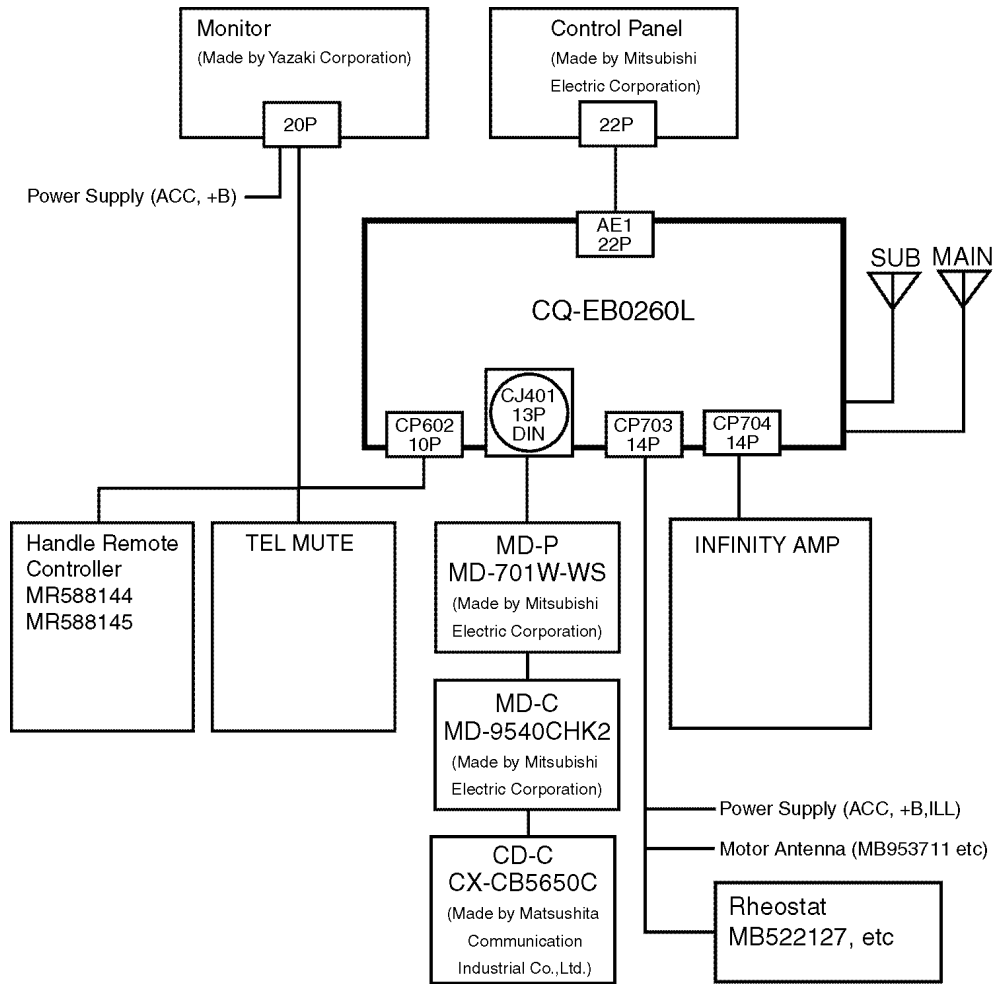 Monitor
(Made by Yazaki Corporation)
20P
Control Panel
(Made by Mitsubishi
Electric Corporation)
22P
Power Supply (ACC, +B)
AE1
22P
SUB
MAIN
CQ-EB0260L
CJ401
13P
DIN
CP602
10P
CP703
14P
CP704
14P
Handle Remote
Controller
MR588144
MR588145
TEL MUTE
MD-P
MD-701W-WS
(Made by Mitsubishi
Electric Corporation)
INFINITY AMP
MD-C
MD-9540CHK2
(Made by Mitsubishi
Electric Corporation)
Power Supply (ACC, +B,ILL)
Motor Antenna (MB953711 etc)
CD-C
CX-CB5650C
(Made by Matsushita
Communication
Industrial Co.,Ltd.)
Rheostat
MB522127, etc